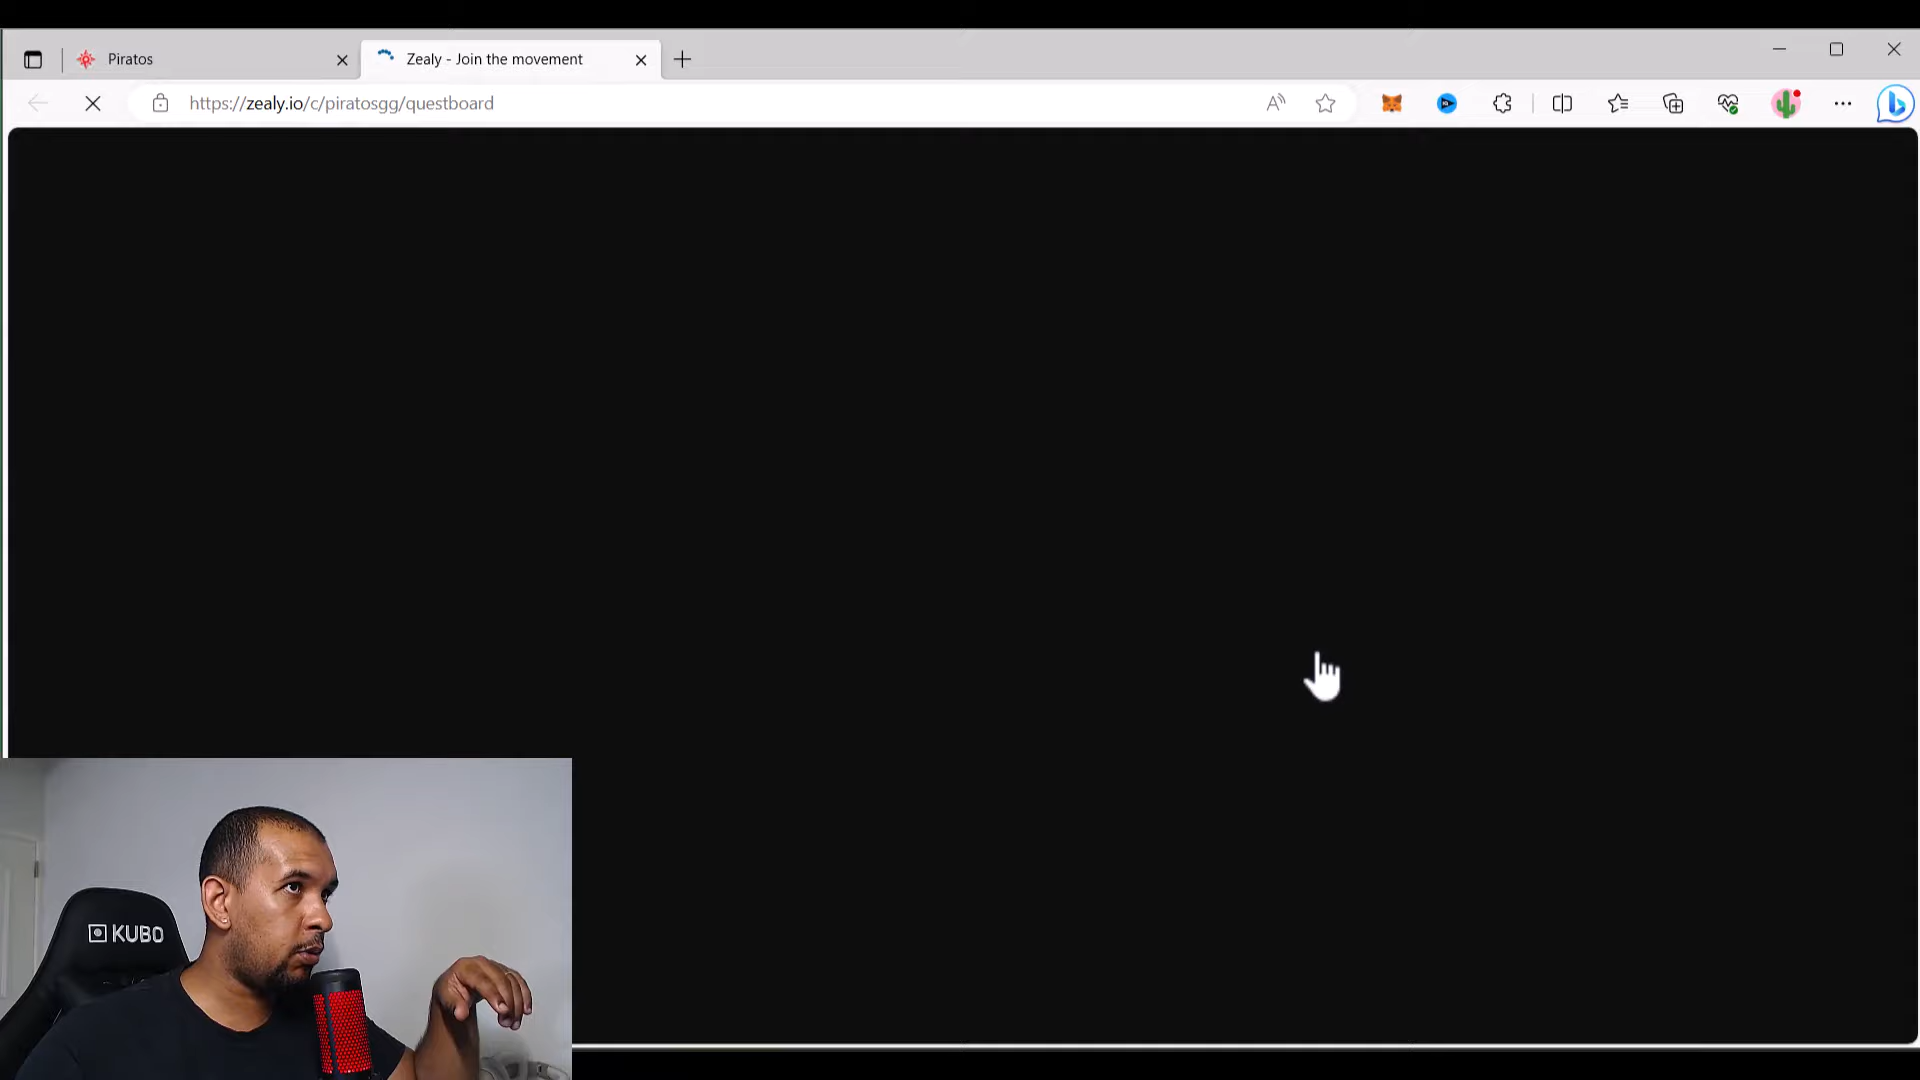 Piratos
Zealy - Join the movement
https://zealy.io/c/piratosgg/questboard
KUBO